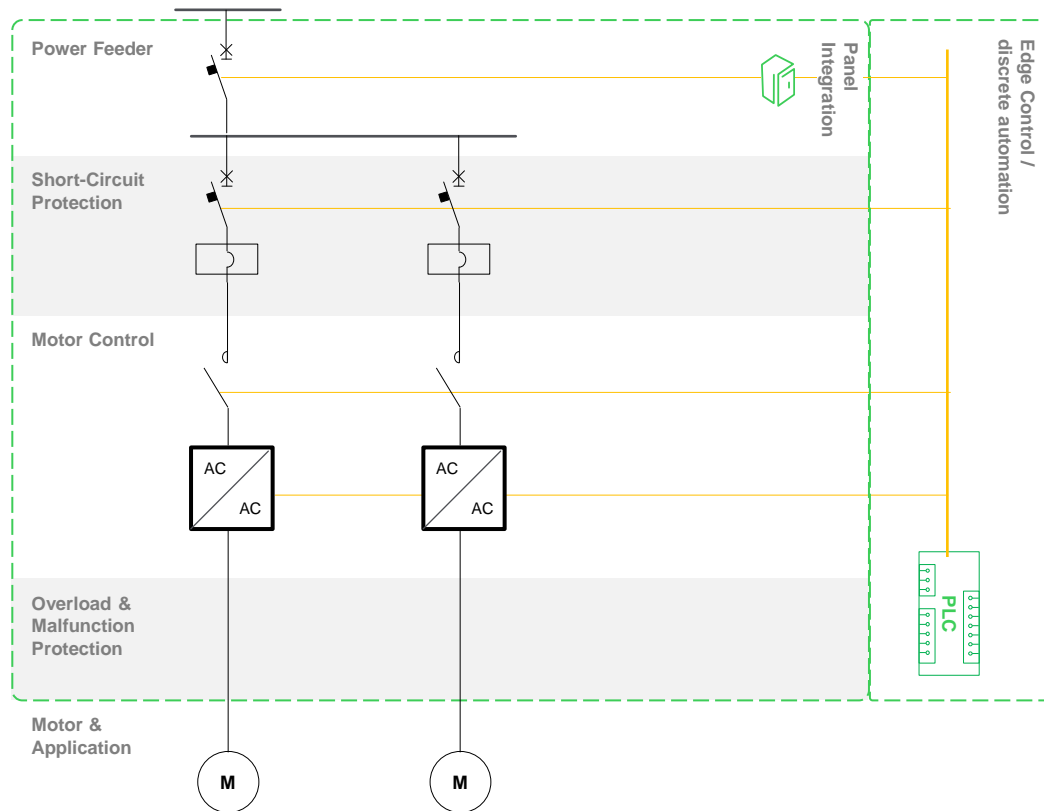 Power Feeder
Panel
Integration
Edge Control /
discrete automation
Short-Circuit
Protection
Motor Control
AC
AC
AC
AC
PLC
Overload &
Malfunction
Protection
Motor &
Application
M
M